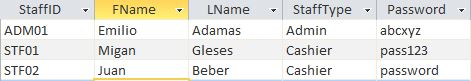 StaffID FName LName StaffType Password
ADM01 Emilio Adamas Admin abcxyz
STF01 Migan Gleses Cashier pass123
STF02 Juan Beber Cashier password